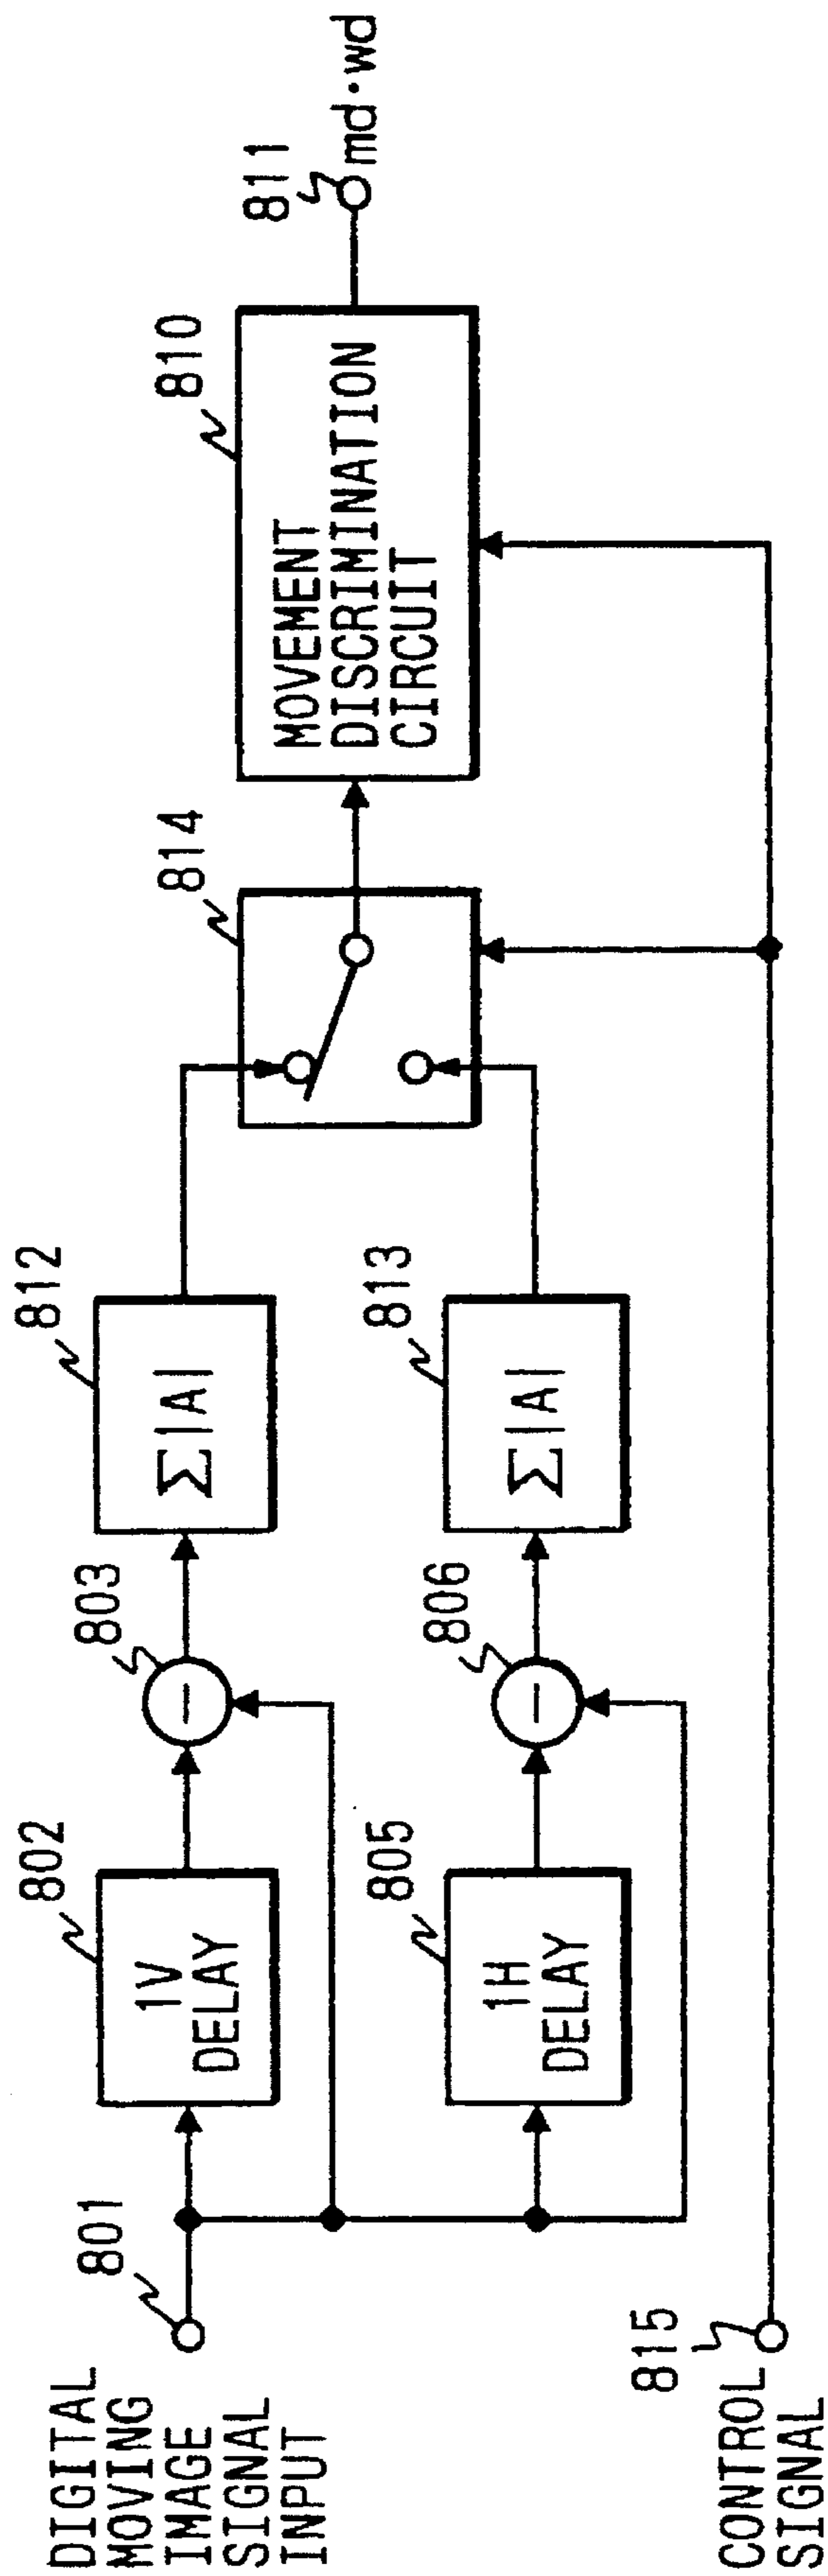 DIGITAL
MOVING
IMAGE
SIGNAL
INPUT
801
802
1V
DELAY
803
812
Σ|A|
805
1H
DELAY
806
813
Σ|A|
814
810
MOVEMENT
DISCRIMINATION
CIRCUIT
811
md·wd
815
CONTROL
SIGNAL